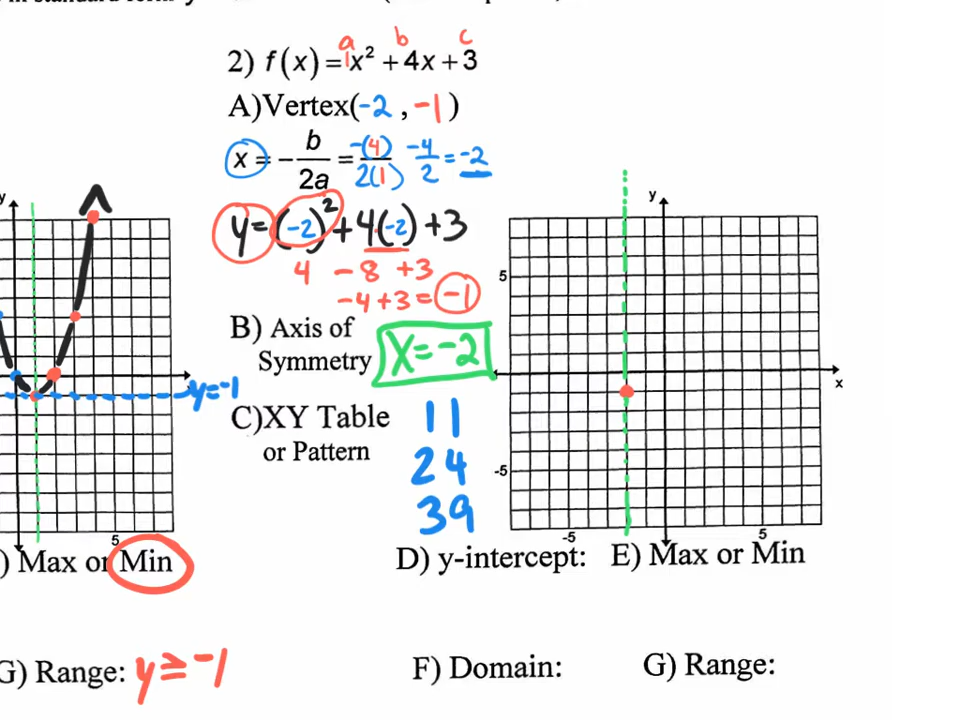 a b c
2) f(x) = 1x² + 4x + 3
A)Vertex(-2 , -1)
x = - b/2a = -(4)/2(1) -4/2 = -2
y = (-2)² + 4(-2) + 3
4 - 8 + 3
-4 + 3 = -1
B) Axis of
Symmetry X = -2
C)XY Table
or Pattern
1 1
2 4
3 9
y
y
5
x
-5
-5
5
y=-1
5
) Max or Min
D) y-intercept: E) Max or Min
G) Range: y ≥ -1
F) Domain: G) Range: